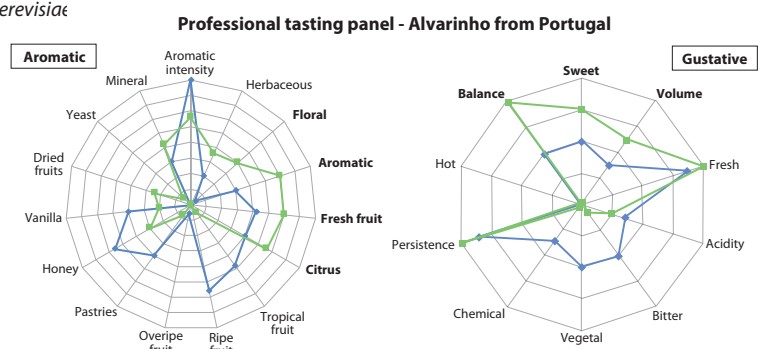 erevisiae
Professional tasting panel - Alvarinho from Portugal
Aromatic
Gustative
Aromatic
intensity
Herbaceous
Floral
Aromatic
Fresh fruit
Citrus
Tropical
fruit
Ripe
fruit
Overipe
fruit
Pastries
Honey
Vanilla
Dried
fruits
Yeast
Mineral
Sweet
Volume
Fresh
Acidity
Bitter
Vegetal
Chemical
Persistence
Hot
Balance